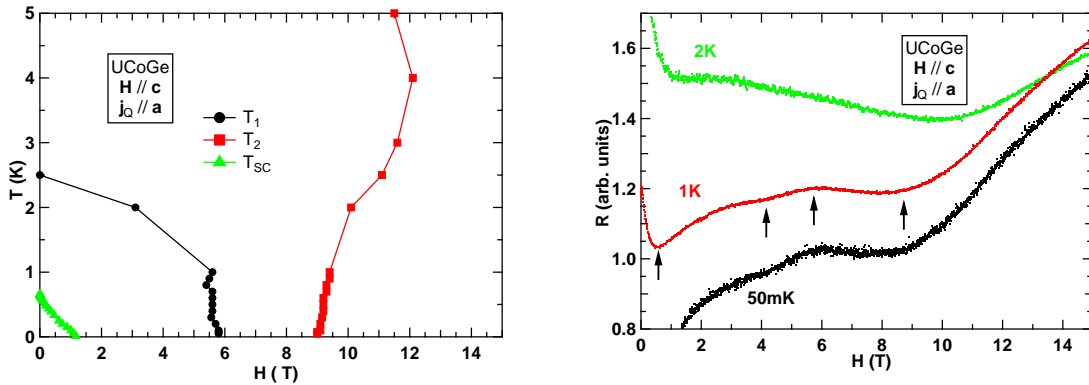 5
4
3
2
1
0
T (K)
0
2
4
6
8
10
12
14
H ( T)
UCoGe
H // c
jQ // a
T1
T2
TSC
1.6
1.4
1.2
1.0
0.8
R (arb. units)
0
2
4
6
8
10
12
14
H (T)
2K
1K
50mK
UCoGe
H // c
jQ // a